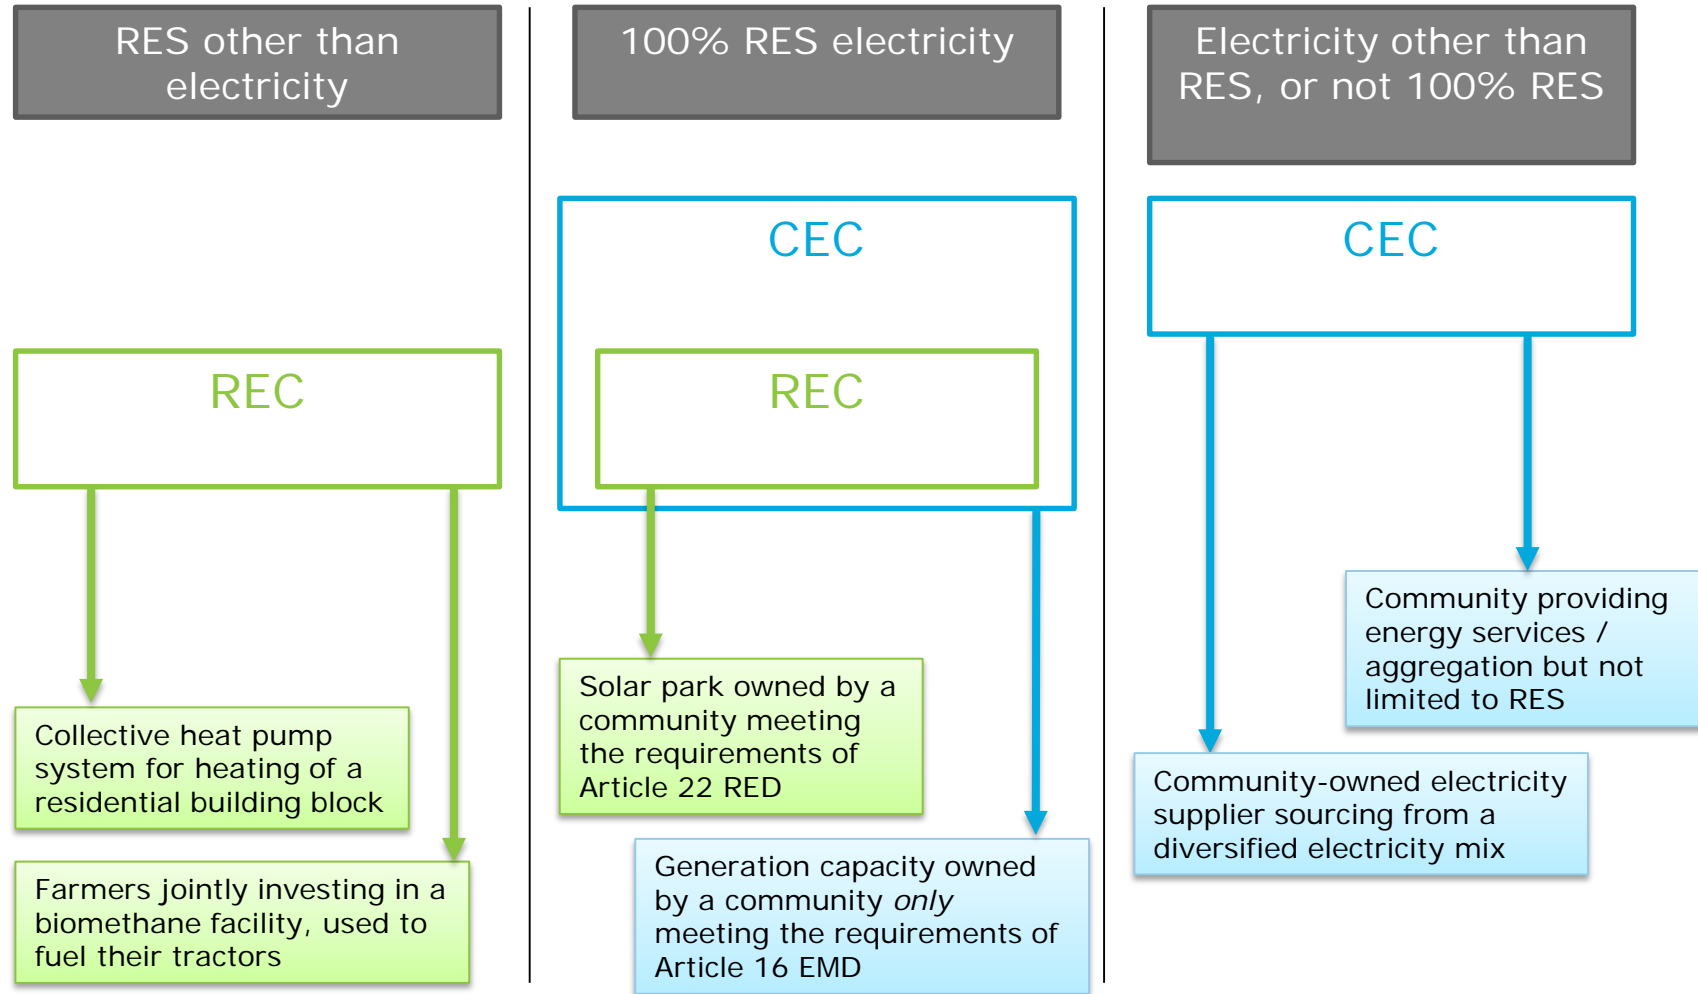 RES other than
electricity
REC
Collective heat pump
system for heating of a
residential building block
Farmers jointly investing in a
biomethane facility, used to
fuel their tractors
100% RES electricity
CEC
REC
Solar park owned by a
community meeting
the requirements of
Article 22 RED
Generation capacity owned
by a community only
meeting the requirements of
Article 16 EMD
Electricity other than
RES, or not 100% RES
CEC
Community providing
energy services /
aggregation but not
limited to RES
Community-owned electricity
supplier sourcing from a
diversified electricity mix